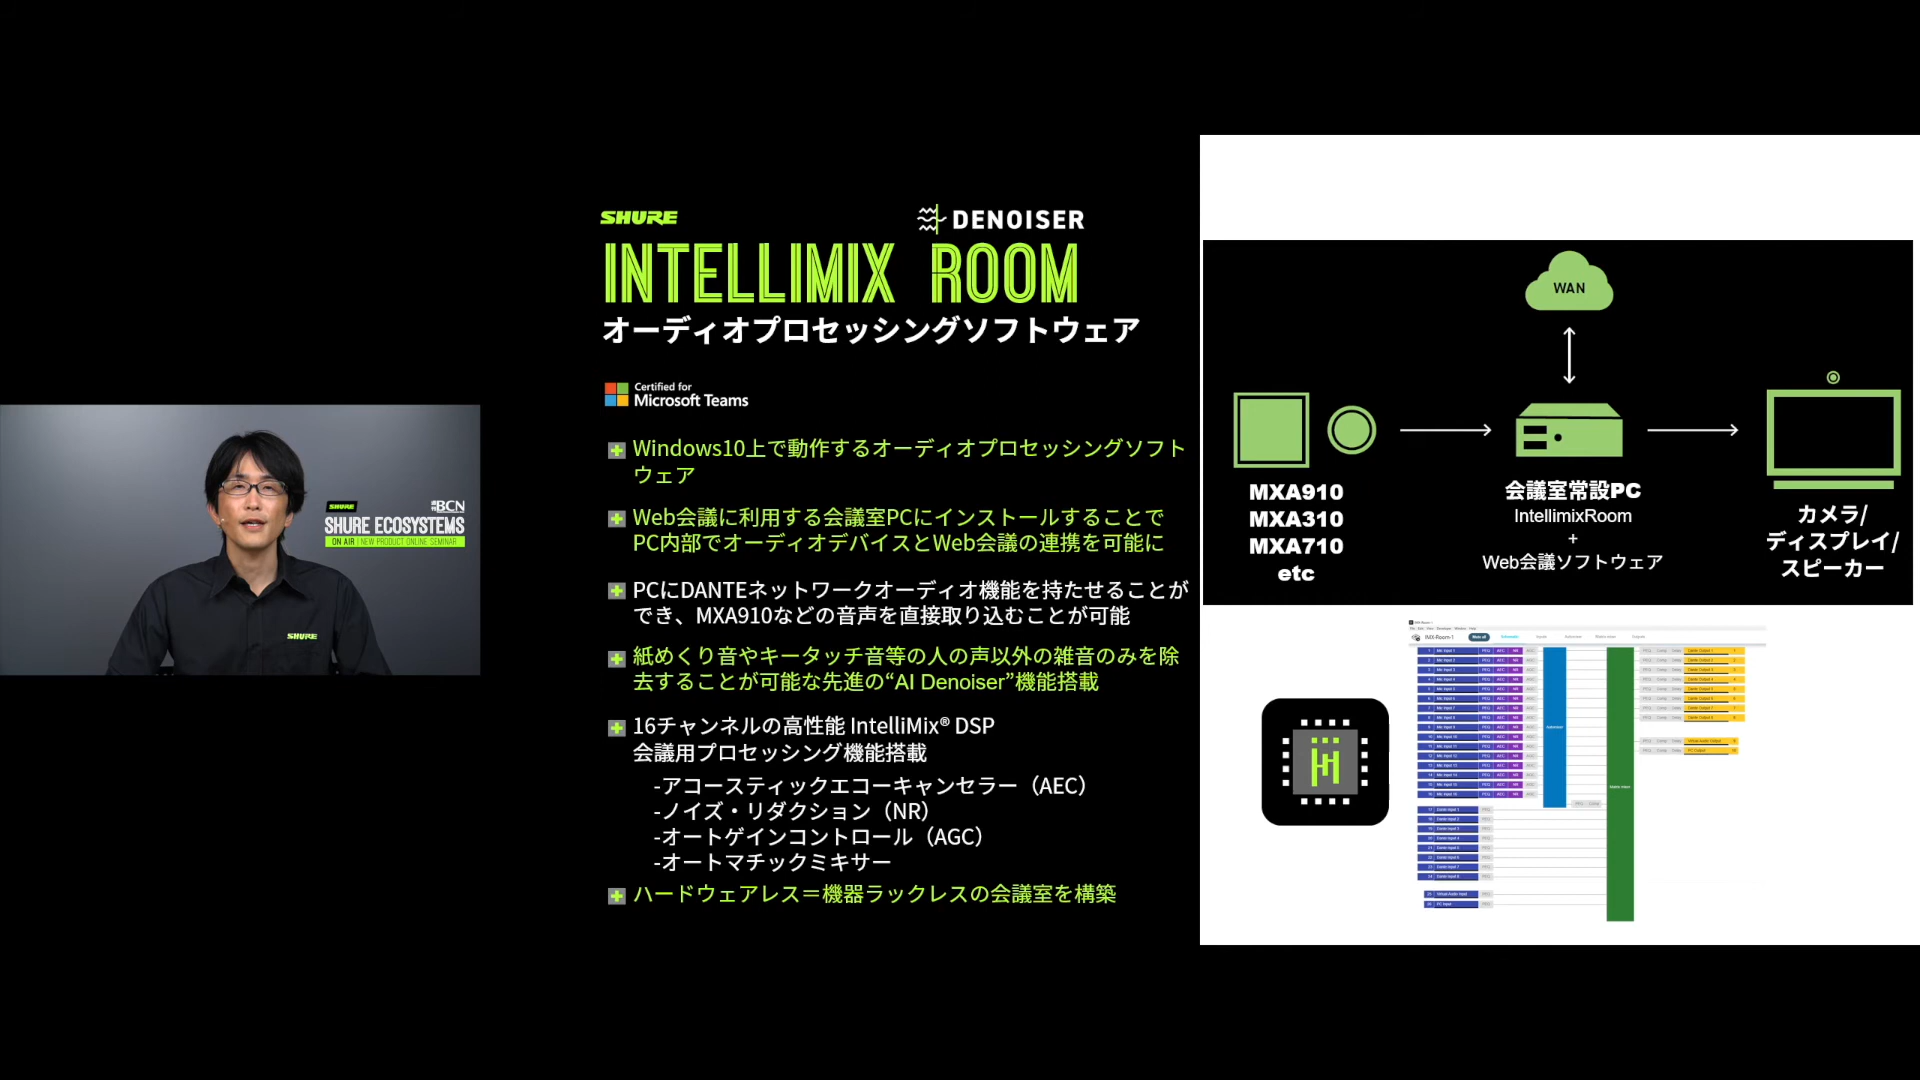 SHURE
週刊BCN
SHURE ECOSYSTEMS
ON AIR | NEW PRODUCT ONLINE SEMINAR
SHURE
SHURE
DENOISER
INTELLIMIX ROOM
オーディオプロセッシングソフトウェア
Certified for
Microsoft Teams
Windows10上で動作するオーディオプロセッシングソフト
ウェア
Web会議に利用する会議室PCにインストールすることで
PC内部でオーディオデバイスとWeb会議の連携を可能に
PCにDANTEネットワークオーディオ機能を持たせることが
でき、MXA910などの音声を直接取り込むことが可能
紙めくり音やキータッチ音等の人の声以外の雑音のみを除
去することが可能な先進の“AI Denoiser”機能搭載
16チャンネルの高性能 IntelliMix® DSP
会議用プロセッシング機能搭載
-アコースティックエコーキャンセラー（AEC）
-ノイズ・リダクション（NR）
-オートゲインコントロール（AGC）
-オートマチックミキサー
ハードウェアレス＝機器ラックレスの会議室を構築
WAN
MXA910
MXA310
MXA710
etc
会議室常設PC
IntellimixRoom
+
Web会議ソフトウェア
カメラ/
ディスプレイ/
スピーカー
IMX-Room-1